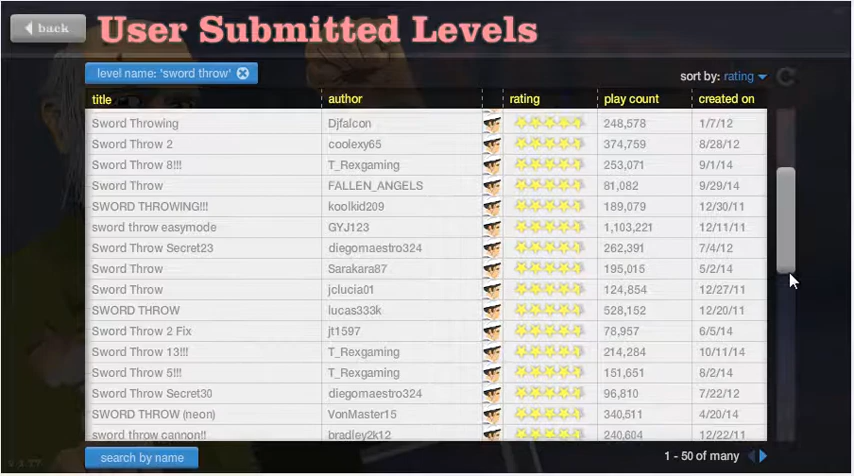 back User Submitted Levels
level name: 'sword throw' sort by: rating
title author rating play count created on
Sword Throwing Djfalcon 248,578 1/7/12
Sword Throw 2 coolexy65 374,759 8/28/12
Sword Throw 8!!! T_Rexgaming 253,071 9/1/14
Sword Throw FALLEN_ANGELS 81,082 9/29/14
SWORD THROWING!!! koolkid209 189,079 12/30/11
sword throw easymode GYJ123 1,103,221 12/11/11
Sword Throw Secret23 diegomaestro324 262,391 7/4/12
Sword Throw Sarakara87 195,015 5/2/14
Sword Throw jclucia01 124,854 12/27/11
SWORD THROW lucas333k 528,152 12/20/11
Sword Throw 2 Fix jt1597 78,957 6/5/14
Sword Throw 13!!! T_Rexgaming 214,284 10/11/14
Sword Throw 5!!! T_Rexgaming 151,651 8/2/14
Sword Throw Secret30 diegomaestro324 96,810 7/22/12
SWORD THROW (neon) VonMaster15 340,511 4/20/14
sword throw cannon!! bradley2k12 240,604 12/22/11
search by name 1 - 50 of many